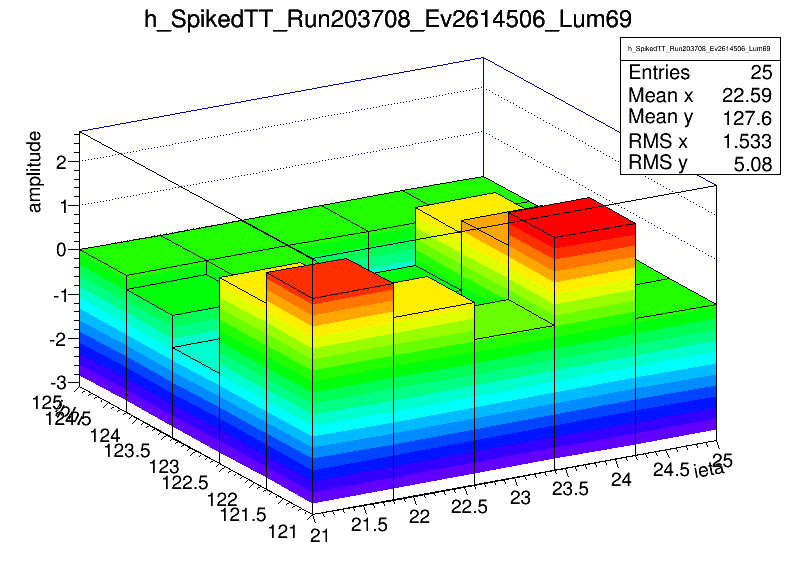 h_SpikedTT_Run203708_Ev2614506_Lum69
h_SpikedTT_Run203708_Ev2614506_Lum69
Entries 25
Mean x 22.59
Mean y 127.6
RMS x 1.533
RMS y 5.08
amplitude
2
1
0
-1
-2
-3
125
124.5
124
123.5
123
122.5
122
121.5
121
21
21.5
22
22.5
23
23.5
24
24.5
25
ieta